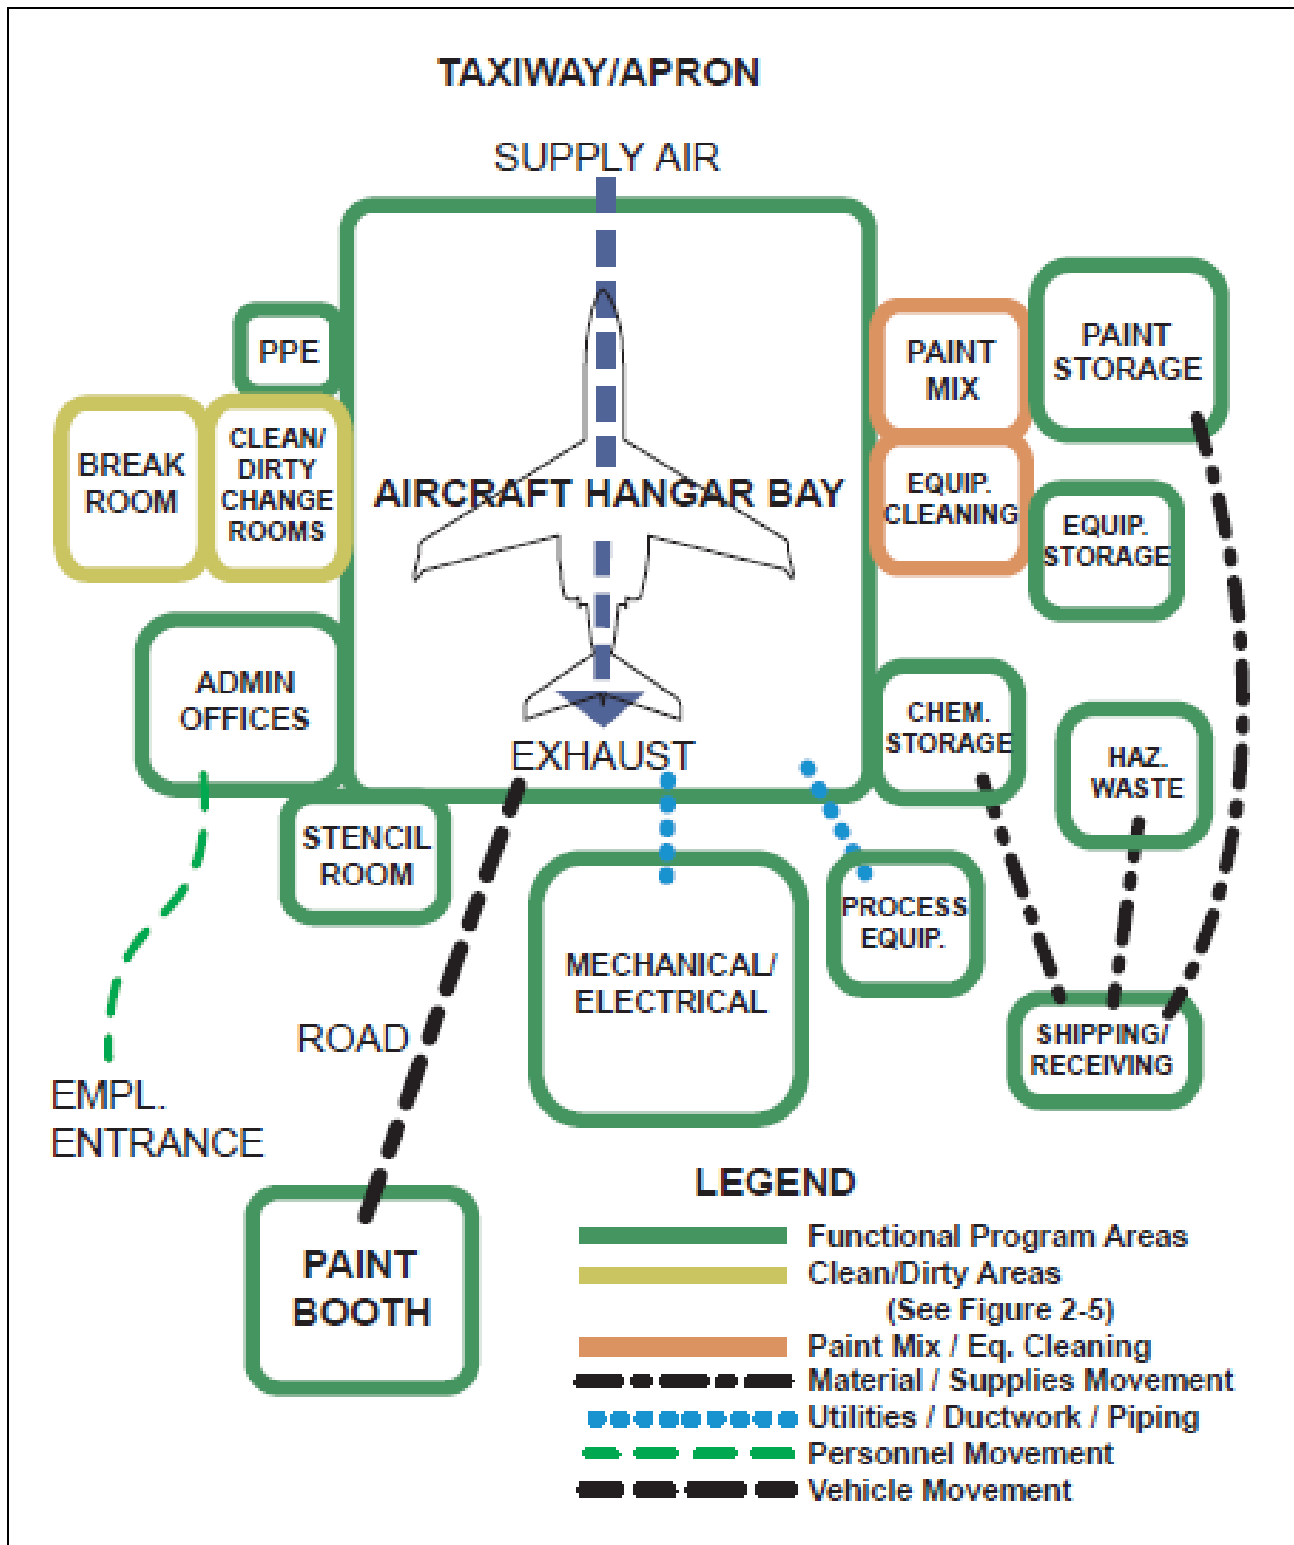 TAXIWAY/APRON
SUPPLY AIR
PPE
BREAK
ROOM
CLEAN/
DIRTY
CHANGE
ROOMS
AIRCRAFT HANGAR BAY
PAINT
MIX
PAINT
STORAGE
EQUIP.
CLEANING
EQUIP.
STORAGE
ADMIN
OFFICES
EXHAUST
CHEM.
STORAGE
HAZ.
WASTE
STENCIL
ROOM
MECHANICAL/
ELECTRICAL
PROCESS
EQUIP.
SHIPPING/
RECEIVING
ROAD
EMPL.
ENTRANCE
PAINT
BOOTH
LEGEND
Functional Program Areas
Clean/Dirty Areas
(See Figure 2-5)
Paint Mix / Eq. Cleaning
Material / Supplies Movement
Utilities / Ductwork / Piping
Personnel Movement
Vehicle Movement